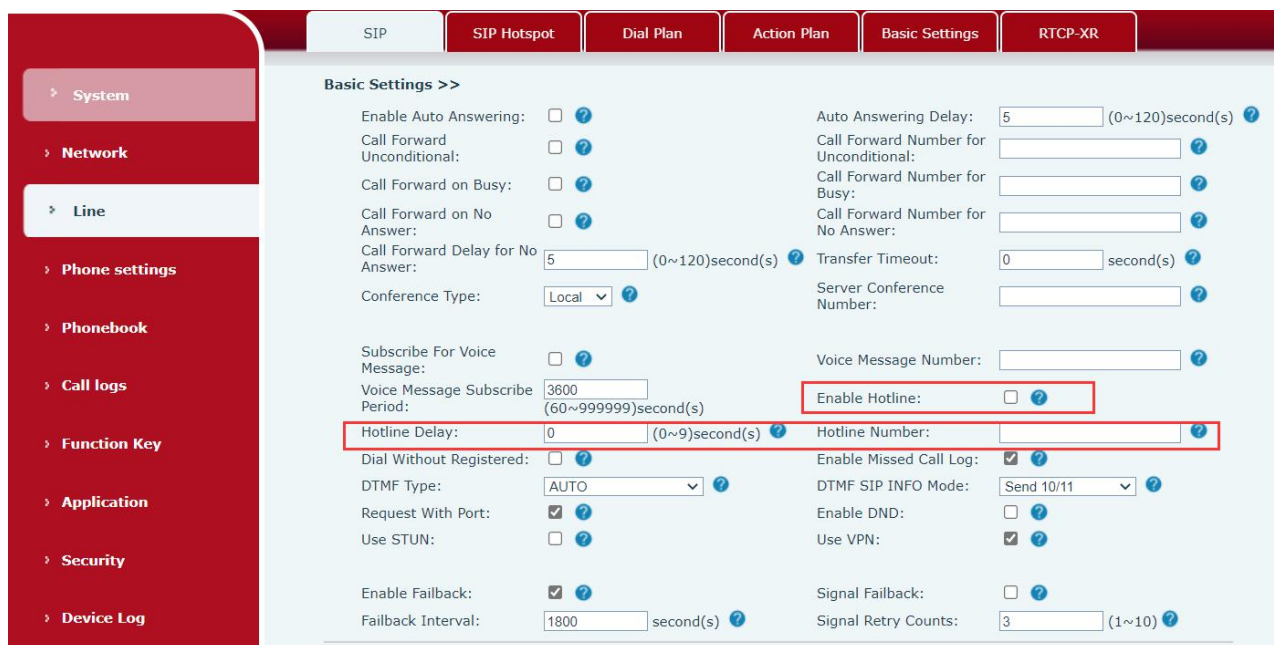 SIP
SIP Hotspot
Dial Plan
Action Plan
Basic Settings
RTCP-XR
System
Network
Line
Phone settings
Phonebook
Call logs
Function Key
Application
Security
Device Log
Basic Settings >>
Enable Auto Answering: ?
Auto Answering Delay: 5 (0~120)second(s) ?
Call Forward
Unconditional: ?
Call Forward Number for
Unconditional: ?
Call Forward on Busy: ?
Call Forward Number for
Busy: ?
Call Forward on No
Answer: ?
Call Forward Number for
No Answer: ?
Call Forward Delay for No
Answer: 5 (0~120)second(s) ?
Transfer Timeout: 0 second(s) ?
Conference Type: Local ?
Server Conference
Number: ?
Subscribe For Voice
Message: ?
Voice Message Number: ?
Voice Message Subscribe
Period: 3600
(60~999999)second(s)
Enable Hotline: ?
Hotline Delay: 0 (0~9)second(s) ?
Hotline Number: ?
Dial Without Registered: ?
Enable Missed Call Log: ?
DTMF Type: AUTO ?
DTMF SIP INFO Mode: Send 10/11 ?
Request With Port: ?
Enable DND: ?
Use STUN: ?
Use VPN: ?
Enable Failback: ?
Signal Failback: ?
Failback Interval: 1800 second(s) ?
Signal Retry Counts: 3 (1~10) ?